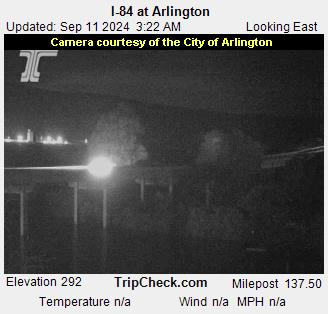 I-84 at Arlington
Updated: Sep 11 2024 3:22 AM Looking East
Camera courtesy of the City of Arlington
Elevation 292 TripCheck.com Milepost 137.50
Temperature n/a Wind n/a MPH n/a